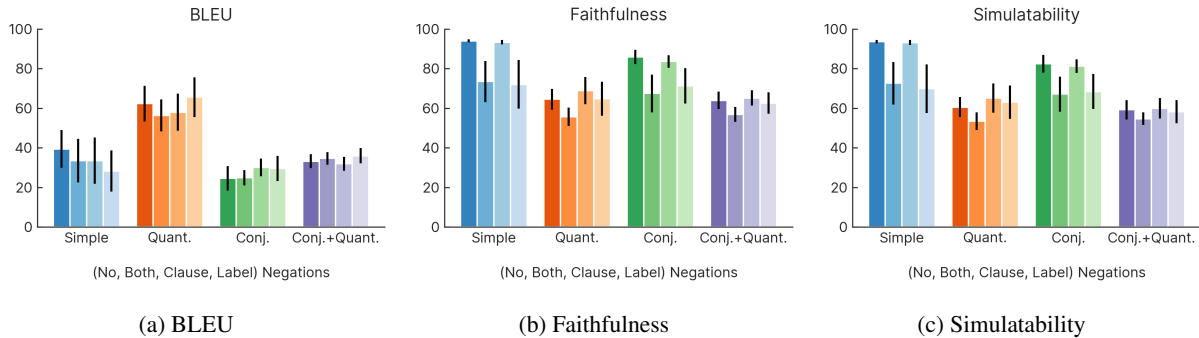 BLEU
100
80
60
40
20
0
Simple Quant. Conj. Conj.+Quant.
(No, Both, Clause, Label) Negations
(a) BLEU
Faithfulness
100
80
60
40
20
0
Simple Quant. Conj. Conj.+Quant.
(No, Both, Clause, Label) Negations
(b) Faithfulness
Simulatability
100
80
60
40
20
0
Simple Quant. Conj. Conj.+Quant.
(No, Both, Clause, Label) Negations
(c) Simulatability